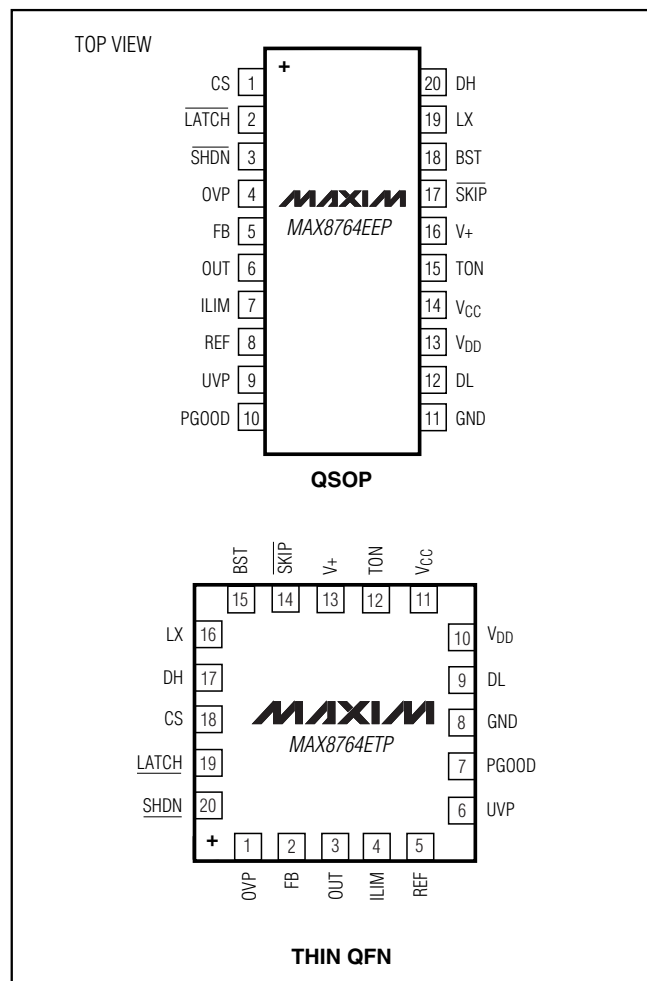 TOP VIEW
+
CS 1
20 DH
LATCH 2
19 LX
SHDN 3
18 BST
OVP 4
17 SKIP
FB 5
16 V+
OUT 6
15 TON
ILIM 7
14 VCC
REF 8
13 VDD
UVP 9
12 DL
PGOOD 10
11 GND
MAXIM
MAX8764EEP
QSOP
BST
SKIP
V+
TON
VCC
15
14
13
12
11
LX 16
10 VDD
DH 17
9 DL
CS 18
8 GND
LATCH 19
7 PGOOD
SHDN 20
6 UVP
MAXIM
MAX8764ETP
+
1
2
3
4
5
OVP
FB
OUT
ILIM
REF
THIN QFN